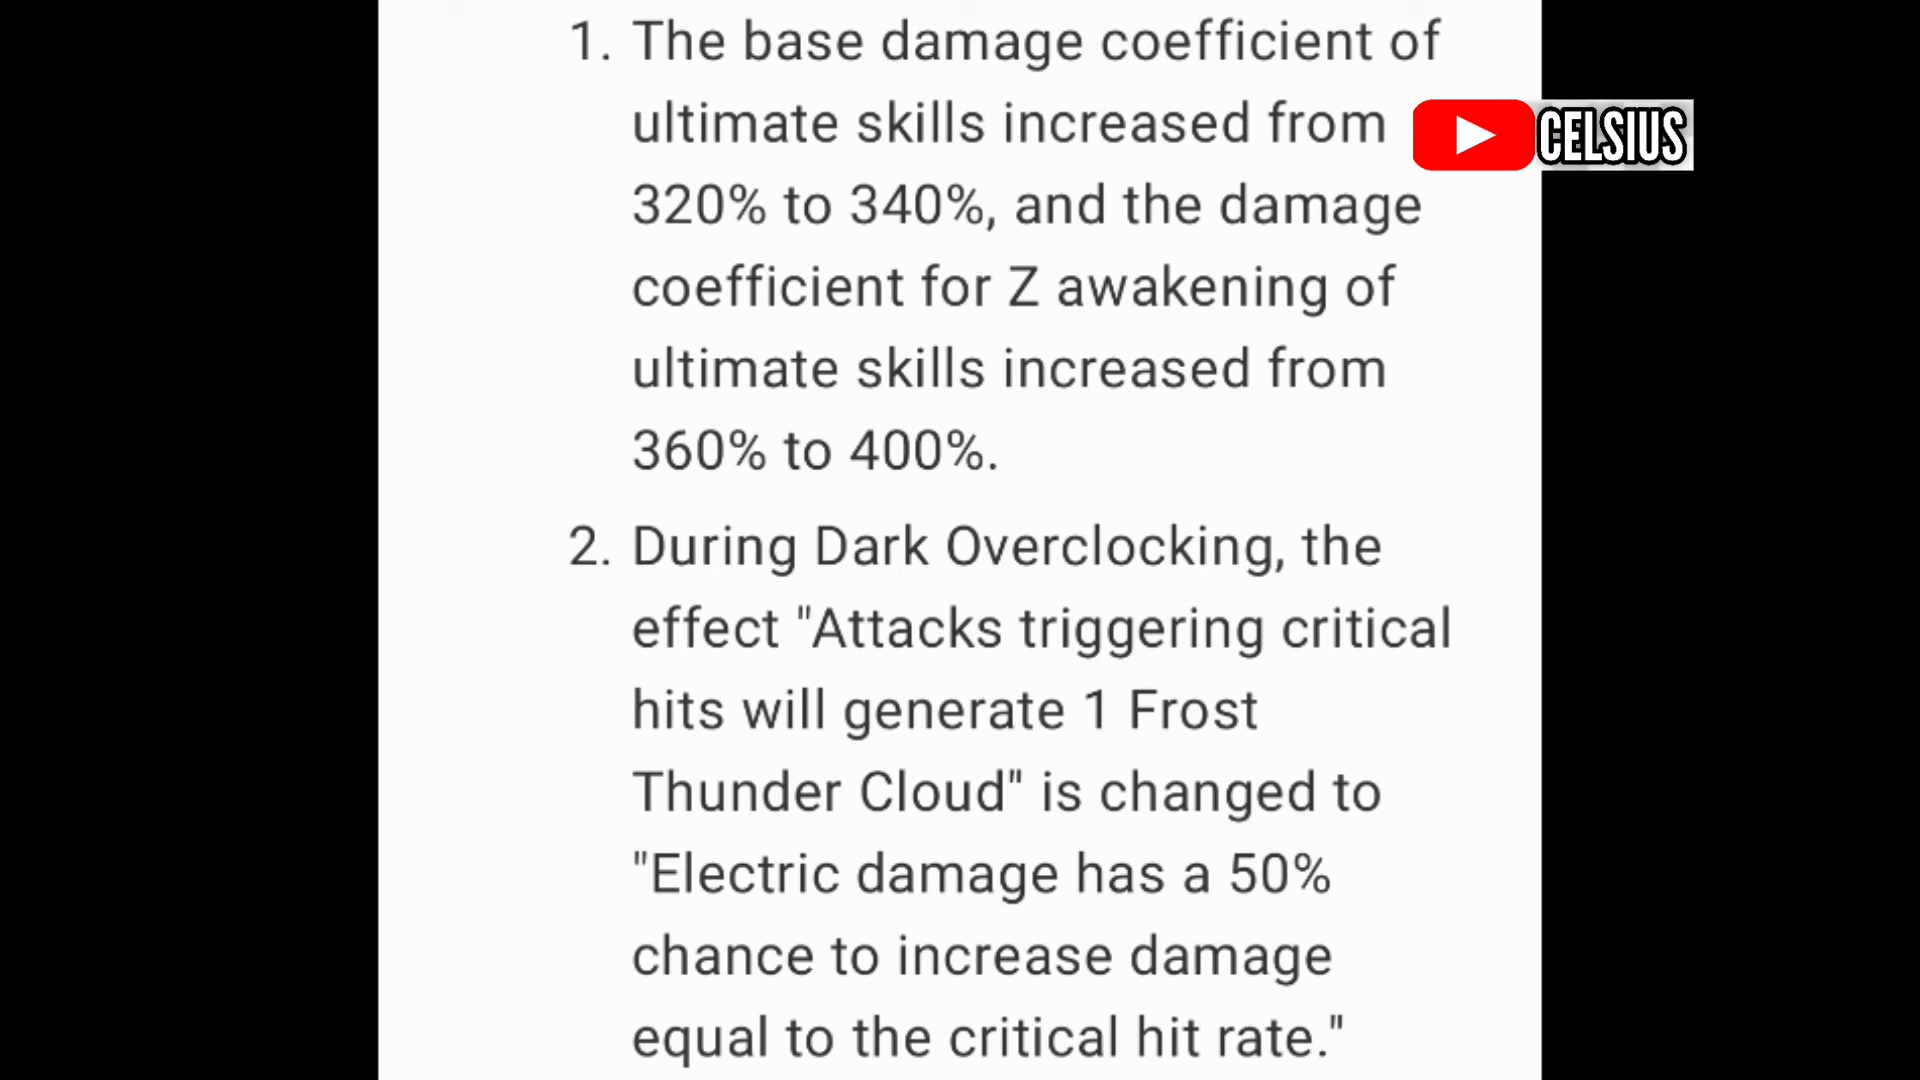 1. The base damage coefficient of
ultimate skills increased from
CELSIUS
320% to 340%, and the damage
coefficient for Z awakening of
ultimate skills increased from
360% to 400%.
2. During Dark Overclocking, the
effect "Attacks triggering critical
hits will generate 1 Frost
Thunder Cloud" is changed to
"Electric damage has a 50%
chance to increase damage
equal to the critical hit rate."